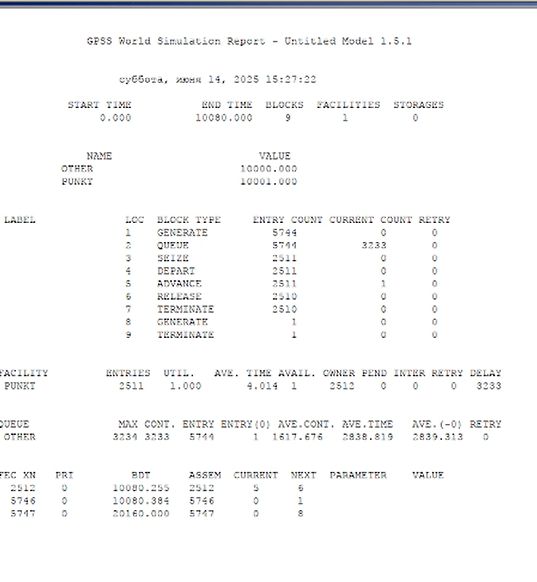 GPSS World Simulation Report - Untitled Model 1.5.1
суббота, июня 14, 2025 15:27:22
START TIME END TIME BLOCKS FACILITIES STORAGES
0.000 10080.000 9 1 0
NAME VALUE
OTHER 10000.000
PUNKT 10001.000
LABEL LOC BLOCK TYPE ENTRY COUNT CURRENT COUNT RETRY
1 GENERATE 5744 0 0
2 QUEUE 5744 3233 0
3 SEIZE 2511 0 0
4 DEPART 2511 0 0
5 ADVANCE 2511 1 0
6 RELEASE 2510 0 0
7 TERMINATE 2510 0 0
8 GENERATE 1 0 0
9 TERMINATE 1 0 0
FACILITY ENTRIES UTIL. AVE. TIME AVAIL. OWNER PEND INTER RETRY DELAY
PUNKT 2511 1.000 4.014 1 2512 0 0 0 3233
QUEUE MAX CONT. ENTRY ENTRY(0) AVE.CONT. AVE.TIME AVE.(-0) RETRY
OTHER 3234 3233 5744 1 1617.676 2838.819 2839.313 0
FEC XN PRI BDT ASSEM CURRENT NEXT PARAMETER VALUE
2512 0 10080.255 2512 5 6
5746 0 10080.384 5746 0 1
5747 0 20160.000 5747 0 8